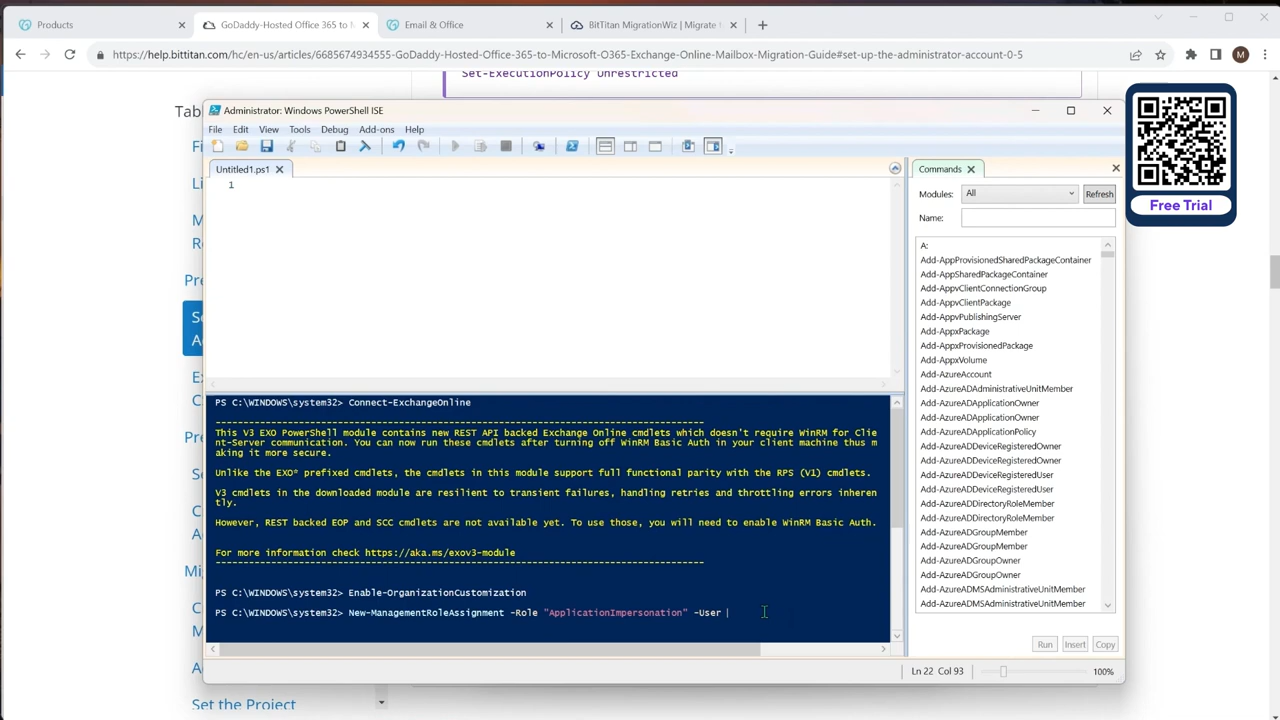 Products
GoDaddy-Hosted Office 365 to M
Email & Office
BitTitan MigrationWiz | Migrate t
https://help.bittitan.com/hc/en-us/articles/6685674934555-GoDaddy-Hosted-Office-365-to-Microsoft-O365-Exchange-Online-Mailbox-Migration-Guide#set-up-the-administrator-account-0-5
M
Set-ExecutionPolicy Unrestricted
Tab
Administrator: Windows PowerShell ISE
File Edit View Tools Debug Add-ons Help
Untitled1.ps1
1
Commands
Modules: All Refresh
Name:
A:
Add-AppProvisionedSharedPackageContainer
Add-AppSharedPackageContainer
Add-AppvClientConnectionGroup
Add-AppvClientPackage
Add-AppvPublishingServer
Add-AppxPackage
Add-AppxProvisionedPackage
Add-AppxVolume
Add-AzureAccount
Add-AzureADAdministrativeUnitMember
Add-AzureADApplicationOwner
Add-AzureADApplicationOwner
Add-AzureADApplicationPolicy
Add-AzureADDeviceRegisteredOwner
Add-AzureADDeviceRegisteredOwner
Add-AzureADDeviceRegisteredUser
Add-AzureADDeviceRegisteredUser
Add-AzureADDirectoryRoleMember
Add-AzureADDirectoryRoleMember
Add-AzureADGroupMember
Add-AzureADGroupMember
Add-AzureADGroupOwner
Add-AzureADGroupOwner
Add-AzureADMSAdministrativeUnitMember
Add-AzureADMSAdministrativeUnitMember
Run Insert Copy
PS C:\WINDOWS\system32> Connect-ExchangeOnline
----------------------------------------------------------------------------------------
This V3 EXO PowerShell module contains new REST API backed Exchange Online cmdlets which doesn't require WinRM for Clie
nt-Server communication. You can now run these cmdlets after turning off WinRM Basic Auth in your client machine thus m
aking it more secure.
Unlike the EXO* prefixed cmdlets, the cmdlets in this module support full functional parity with the RPS (V1) cmdlets.
V3 cmdlets in the downloaded module are resilient to transient failures, handling retries and throttling errors inheren
tly.
However, REST backed EOP and SCC cmdlets are not available yet. To use those, you will need to enable WinRM Basic Auth.
For more information check https://aka.ms/exov3-module
----------------------------------------------------------------------------------------
PS C:\WINDOWS\system32> Enable-OrganizationCustomization
PS C:\WINDOWS\system32> New-ManagementRoleAssignment -Role "ApplicationImpersonation" -User
Ln 22 Col 93
100%
Fi
Li
M
Re
Pr
Se
A
Ex
C
Pre
Se
C
A
Mi
C
M
A
Set the Project
Free Trial